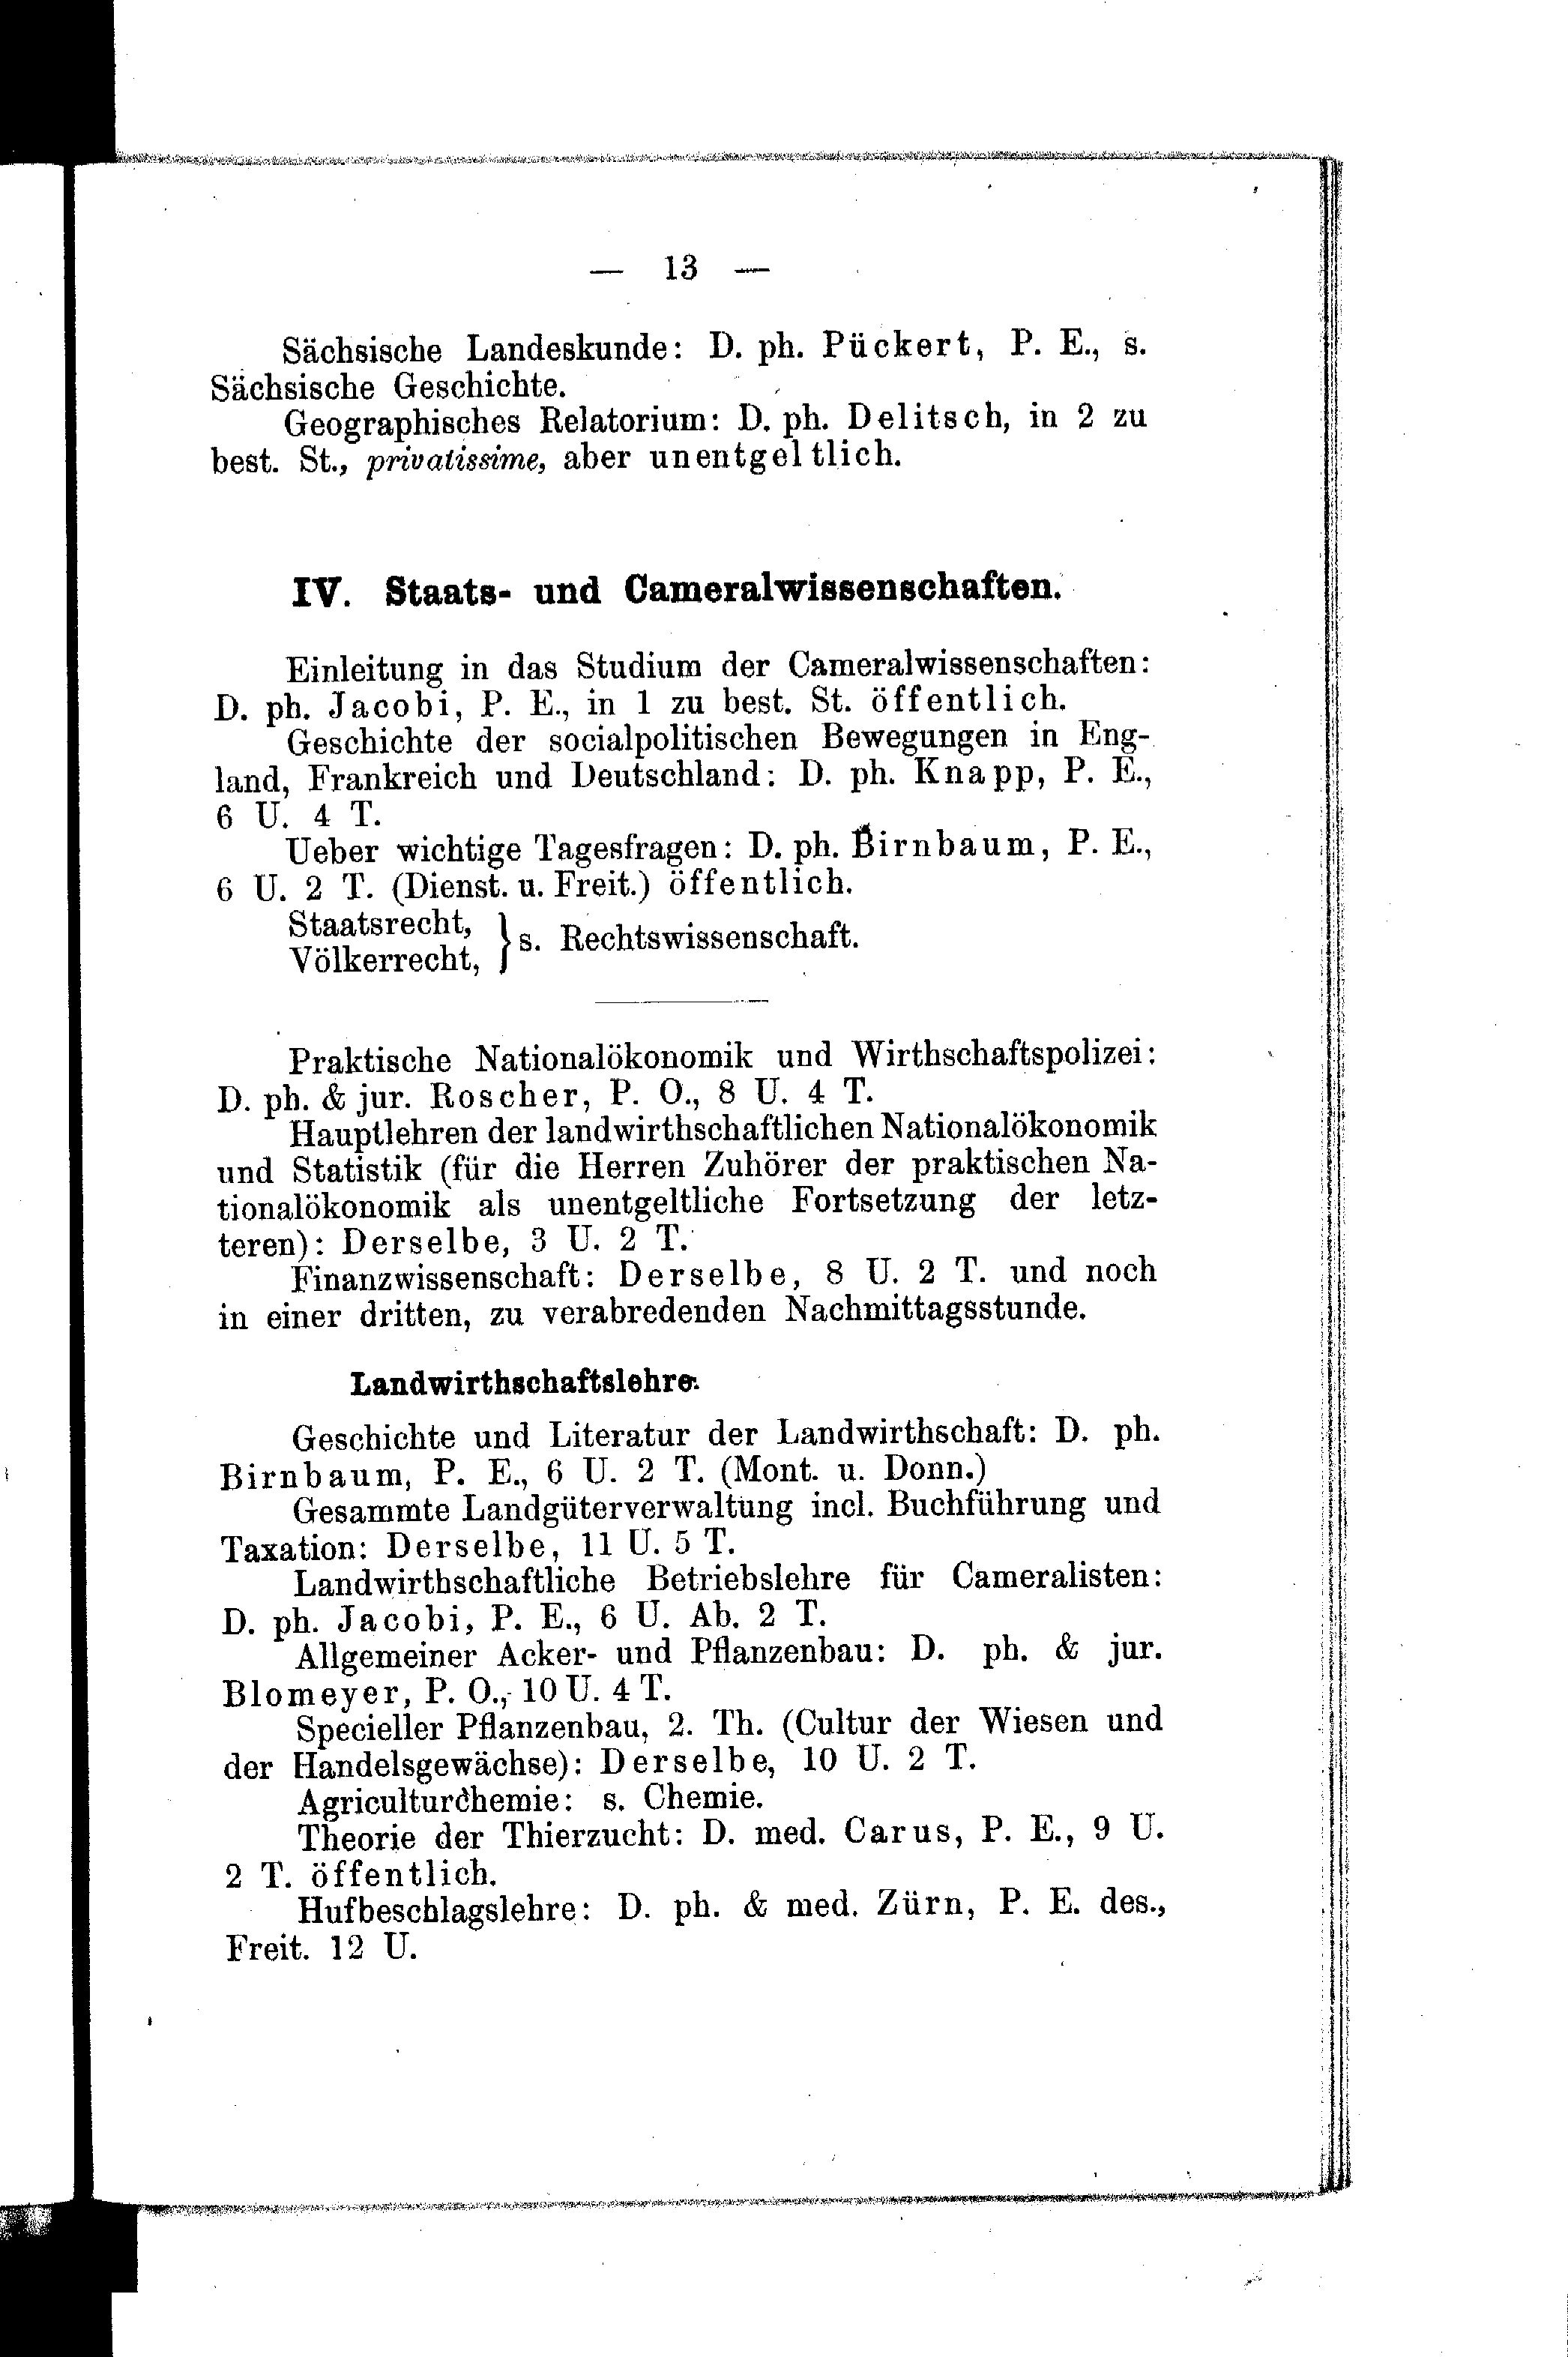 — 13 —
Sächsische Landeskunde: D. ph. Pückert, P. E., s.
Sächsische Geschichte.
Geographisches Relatorium: D. ph. Delitsch, in 2 zu
best. St., privatissime, aber unentgeltlich.
IV. Staats- und Cameralwissenschaften.
Einleitung in das Studium der Cameralwissenschaften:
D. ph. Jacobi, P. E., in 1 zu best. St. öffentlich.
Geschichte der socialpolitischen Bewegungen in Eng-
land, Frankreich und Deutschland: D. ph. Knapp, P. E.,
6 U. 4 T.
Ueber wichtige Tagesfragen: D. ph. Birnbaum, P. E.,
6 U. 2 T. (Dienst. u. Freit.) öffentlich.
Staatsrecht,
Völkerrecht, } s. Rechtswissenschaft.
Praktische Nationalökonomik und Wirthschaftspolizei:
D. ph. & jur. Roscher, P. O., 8 U. 4 T.
Hauptlehren der landwirthschaftlichen Nationalökonomik
und Statistik (für die Herren Zuhörer der praktischen Na-
tionalökonomik als unentgeltliche Fortsetzung der letz-
teren): Derselbe, 3 U. 2 T.
Finanzwissenschaft: Derselbe, 8 U. 2 T. und noch
in einer dritten, zu verabredenden Nachmittagsstunde.
Landwirthschaftslehre.
Geschichte und Literatur der Landwirthschaft: D. ph.
Birnbaum, P. E., 6 U. 2 T. (Mont. u. Donn.)
Gesammte Landgüterverwaltung incl. Buchführung und
Taxation: Derselbe, 11 U. 5 T.
Landwirthschaftliche Betriebslehre für Cameralisten:
D. ph. Jacobi, P. E., 6 U. Ab. 2 T.
Allgemeiner Acker- und Pflanzenbau: D. ph. & jur.
Blomeyer, P. O., 10 U. 4 T.
Specieller Pflanzenbau, 2. Th. (Cultur der Wiesen und
der Handelsgewächse): Derselbe, 10 U. 2 T.
Agriculturchemie: s. Chemie.
Theorie der Thierzucht: D. med. Carus, P. E., 9 U.
2 T. öffentlich.
Hufbeschlagslehre: D. ph. & med. Zürn, P. E. des.,
Freit. 12 U.